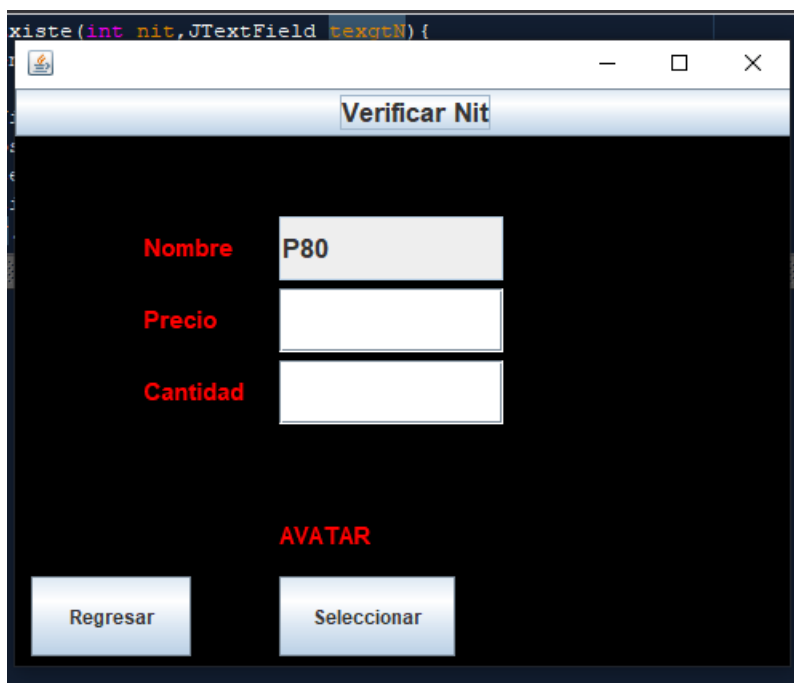 xiste(int nit,JTextField texgtN){
Verificar Nit
Nombre
P80
Precio
Cantidad
AVATAR
Regresar
Seleccionar